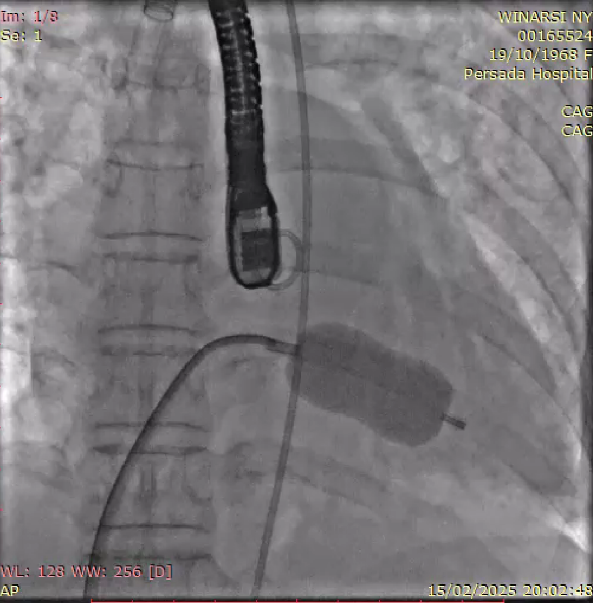 Im: 1/8
Se: 1
WINARSI NY
00165524
19/10/1968 F
Persada Hospital
CAG
CAG
WL: 128 WW: 256 [D]
AP
15/02/2025 20:02:48